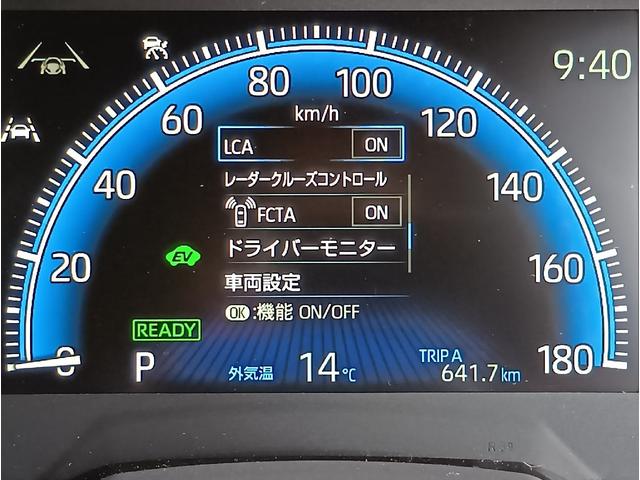 9:40
0
20
40
60
80
100
120
140
160
180
km/h
LCA ON
レーダークルーズコントロール
FCTA ON
ドライバーモニター
車両設定
OK:機能 ON/OFF
EV
READY
P
外気温 14℃
TRIP A
641.7km